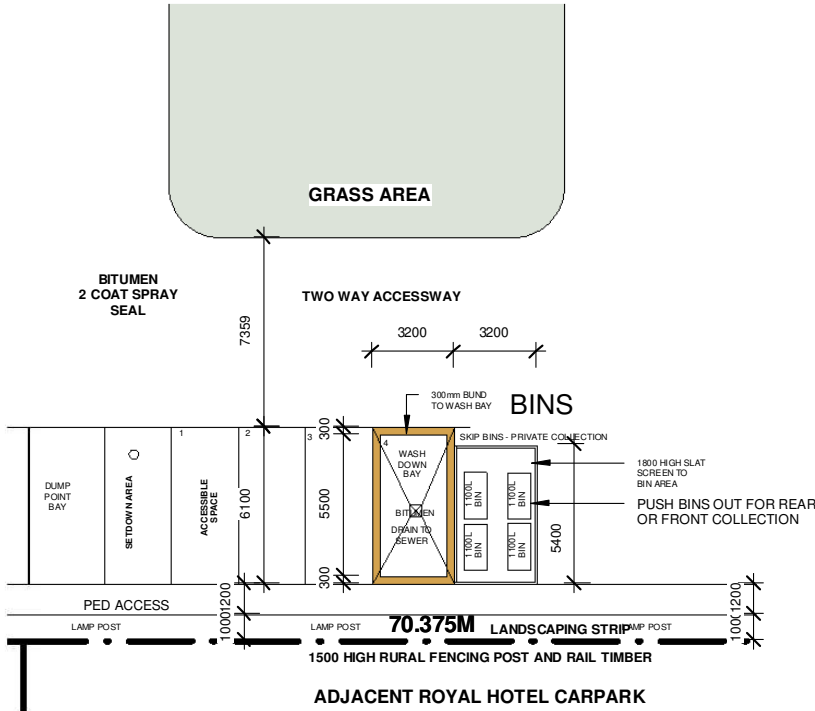 GRASS AREA
BITUMEN
2 COAT SPRAY
SEAL
TWO WAY ACCESSWAY
7359
3200
3200
300mm BUND
TO WASH BAY
BINS
SKIP BINS - PRIVATE COLLECTION
1800 HIGH SLAT
SCREEN TO
BIN AREA
PUSH BINS OUT FOR REAR
OR FRONT COLLECTION
DUMP
POINT
BAY
SETDOWN AREA
1
ACCESSIBLE
SPACE
2
6100
3
300
5500
300
4
WASH
DOWN
BAY
BITUMEN
DRAIN TO
SEWER
1100L
BIN
1100L
BIN
1100L
BIN
1100L
BIN
5400
PED ACCESS
1200
1000
1200
1000
LAMP POST
LAMP POST
70.375M
LANDSCAPING STRIP
LAMP POST
1500 HIGH RURAL FENCING POST AND RAIL TIMBER
ADJACENT ROYAL HOTEL CARPARK